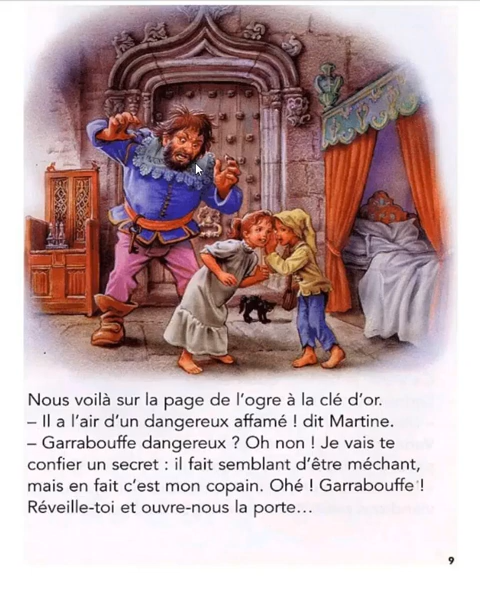 Nous voilà sur la page de l'ogre à la clé d'or.
– Il a l'air d'un dangereux affamé ! dit Martine.
– Garrabouffe dangereux ? Oh non ! Je vais te
confier un secret : il fait semblant d'être méchant,
mais en fait c'est mon copain. Ohé ! Garrabouffe !
Réveille-toi et ouvre-nous la porte...
9